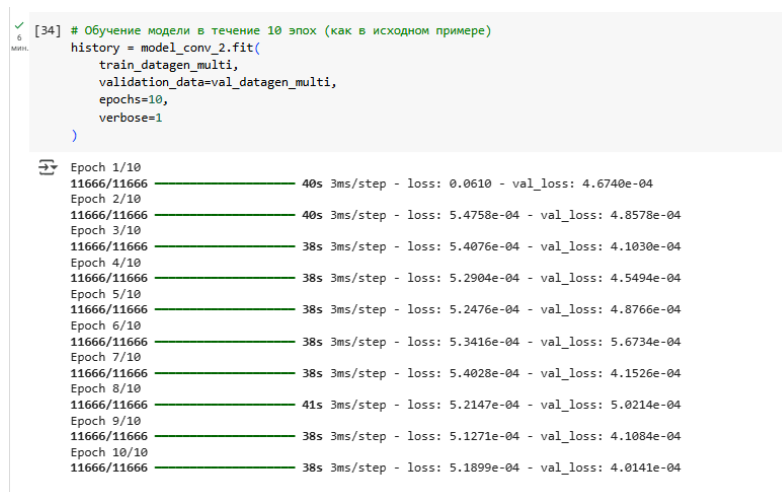 [34] # Обучение модели в течение 10 эпох (как в исходном примере)
6
мин.
history = model_conv_2.fit(
    train_datagen_multi,
    validation_data=val_datagen_multi,
    epochs=10,
    verbose=1
)
Epoch 1/10
11666/11666 ━━━━━━━━━━━━━━━━━━━━ 40s 3ms/step - loss: 0.0610 - val_loss: 4.6740e-04
Epoch 2/10
11666/11666 ━━━━━━━━━━━━━━━━━━━━ 40s 3ms/step - loss: 5.4758e-04 - val_loss: 4.8578e-04
Epoch 3/10
11666/11666 ━━━━━━━━━━━━━━━━━━━━ 38s 3ms/step - loss: 5.4076e-04 - val_loss: 4.1030e-04
Epoch 4/10
11666/11666 ━━━━━━━━━━━━━━━━━━━━ 38s 3ms/step - loss: 5.2904e-04 - val_loss: 4.5494e-04
Epoch 5/10
11666/11666 ━━━━━━━━━━━━━━━━━━━━ 38s 3ms/step - loss: 5.2476e-04 - val_loss: 4.8766e-04
Epoch 6/10
11666/11666 ━━━━━━━━━━━━━━━━━━━━ 38s 3ms/step - loss: 5.3416e-04 - val_loss: 5.6734e-04
Epoch 7/10
11666/11666 ━━━━━━━━━━━━━━━━━━━━ 38s 3ms/step - loss: 5.4028e-04 - val_loss: 4.1526e-04
Epoch 8/10
11666/11666 ━━━━━━━━━━━━━━━━━━━━ 41s 3ms/step - loss: 5.2147e-04 - val_loss: 5.0214e-04
Epoch 9/10
11666/11666 ━━━━━━━━━━━━━━━━━━━━ 38s 3ms/step - loss: 5.1271e-04 - val_loss: 4.1084e-04
Epoch 10/10
11666/11666 ━━━━━━━━━━━━━━━━━━━━ 38s 3ms/step - loss: 5.1899e-04 - val_loss: 4.0141e-04